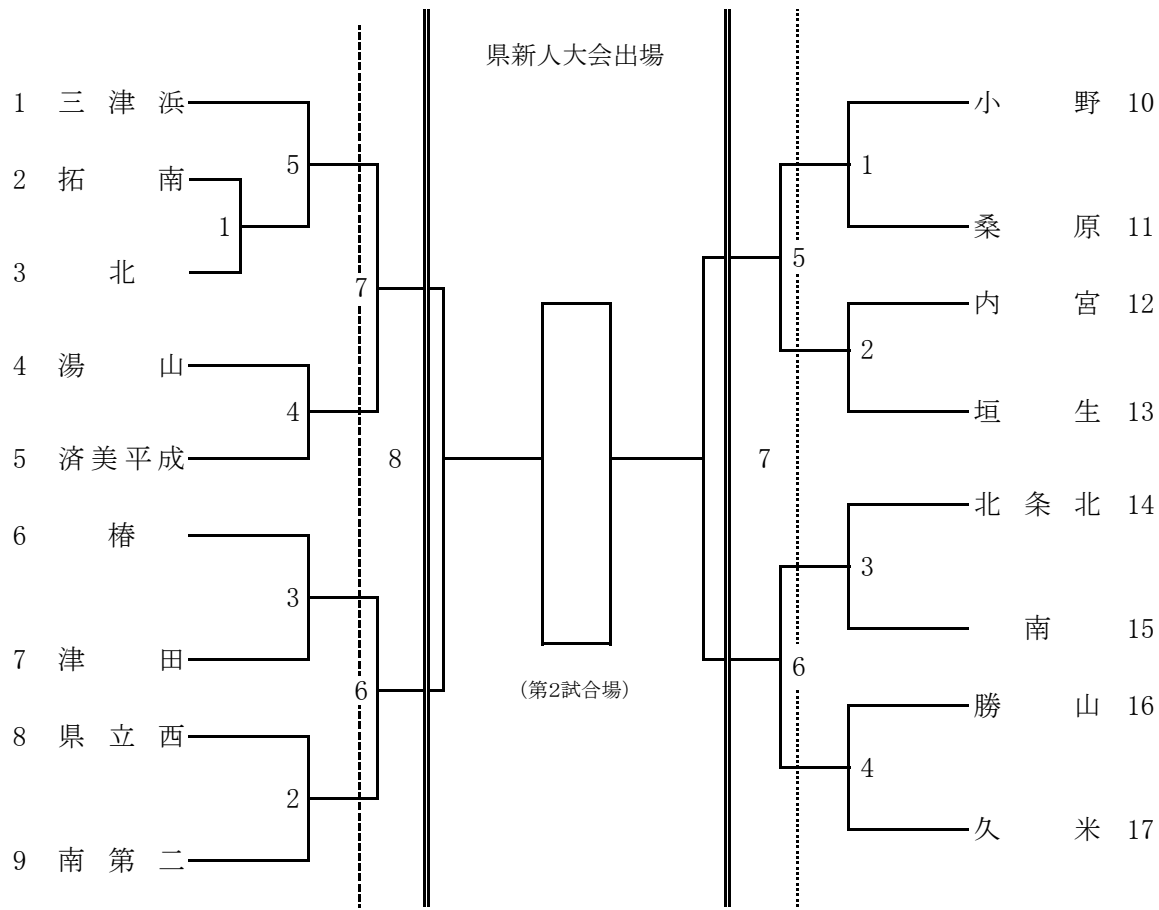 県新人大会出場
1 三津浜
2 拓南
3 北
4 湯山
5 済美平成
6 椿
7 津田
8 県立西
9 南第二
5
1
7
4
8
3
6
2
(第2試合場)
小野 10
桑原 11
内宮 12
垣生 13
北条北 14
南 15
勝山 16
久米 17
1
5
2
7
3
6
4